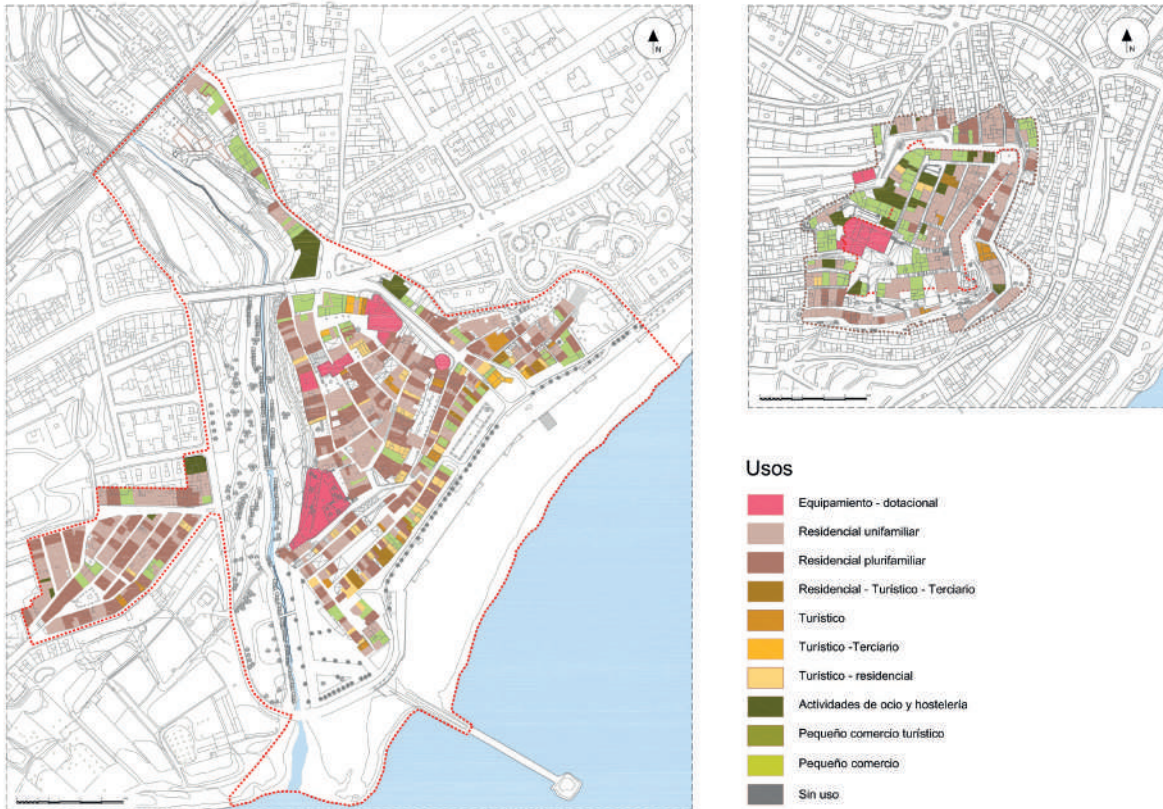 N
N
Usos
Equipamiento - dotacional
Residencial unifamiliar
Residencial plurifamiliar
Residencial - Turístico - Terciario
Turístico
Turístico -Terciario
Turístico - residencial
Actividades de ocio y hostelería
Pequeño comercio turístico
Pequeño comercio
Sin uso